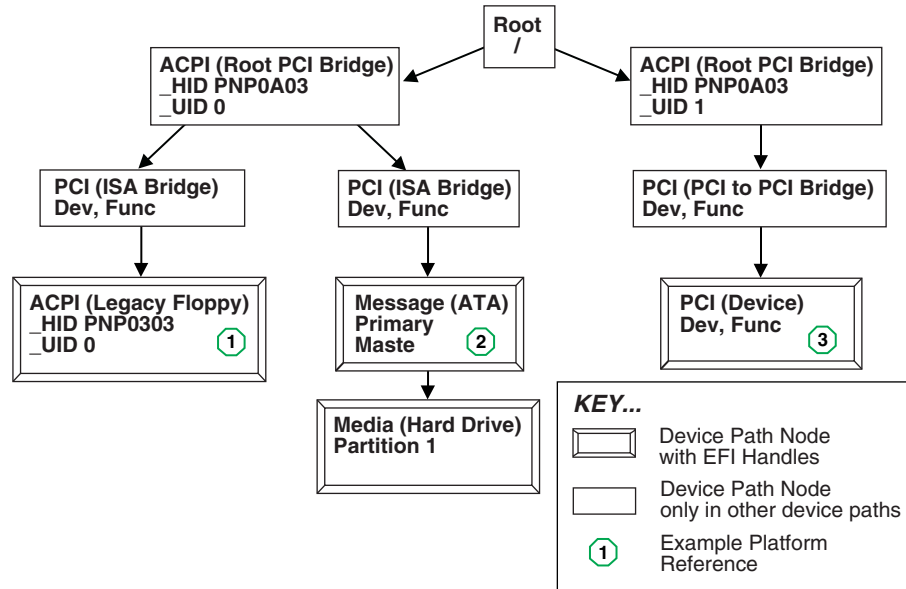 Root
/
ACPI (Root PCI Bridge)
_HID PNP0A03
_UID 0
ACPI (Root PCI Bridge)
_HID PNP0A03
_UID 1
PCI (ISA Bridge)
Dev, Func
PCI (ISA Bridge)
Dev, Func
PCI (PCI to PCI Bridge)
Dev, Func
ACPI (Legacy Floppy)
_HID PNP0303
_UID 0
1
Message (ATA)
Primary
Maste
2
PCI (Device)
Dev, Func
3
Media (Hard Drive)
Partition 1
KEY...
Device Path Node
with EFI Handles
Device Path Node
only in other device paths
1
Example Platform
Reference